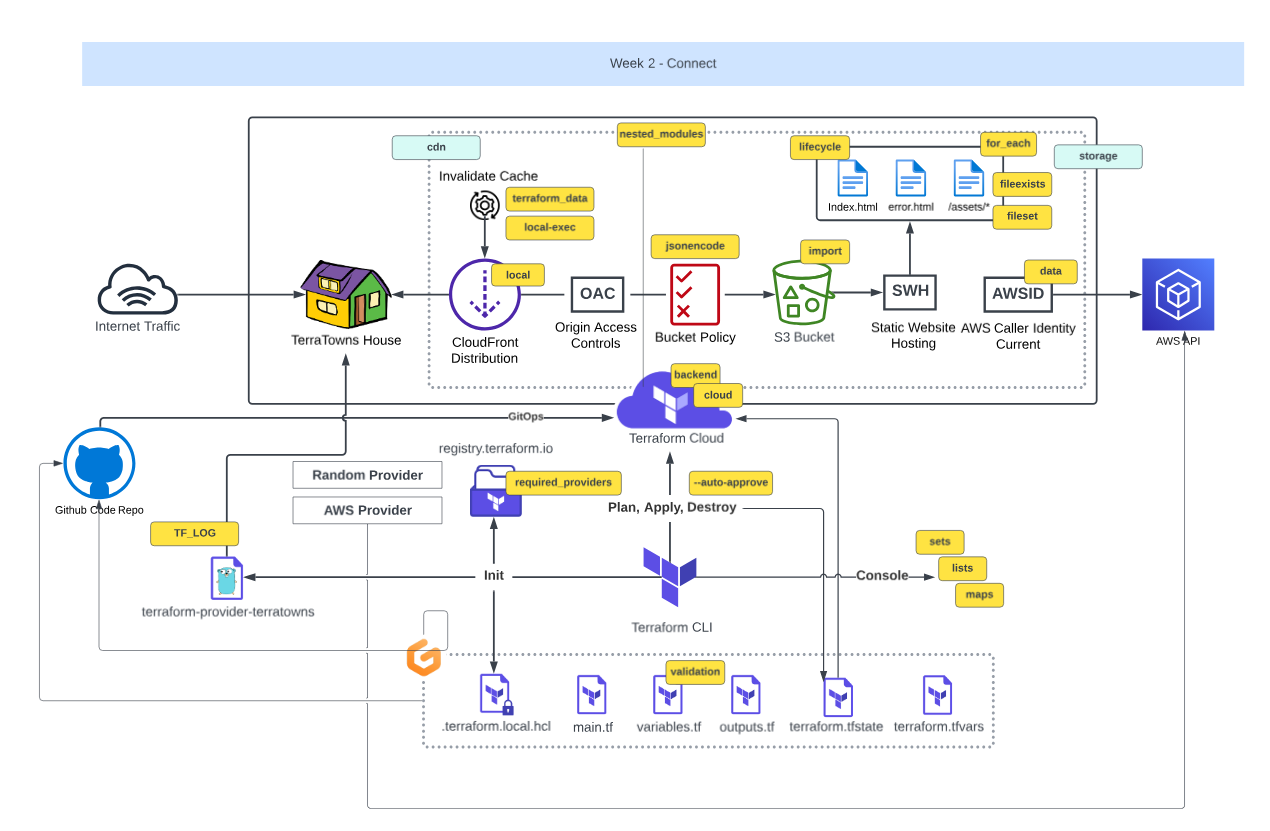 Week 2 - Connect
nested_modules
cdn
lifecycle
for_each
storage
Invalidate Cache
terraform_data
local-exec
fileexists
fileset
Index.html
error.html
/assets/*
jsonencode
import
local
data
OAC
SWH
AWSID
Internet Traffic
TerraTowns House
CloudFront
Distribution
Origin Access
Controls
Bucket Policy
S3 Bucket
Static Website
Hosting
AWS Caller Identity
Current
AWS API
backend
cloud
GitOps
Terraform Cloud
registry.terraform.io
Random Provider
required_providers
--auto-approve
AWS Provider
Plan, Apply, Destroy
Github Code Repo
TF_LOG
sets
lists
maps
Init
Console
terraform-provider-terratowns
Terraform CLI
validation
.terraform.local.hcl
main.tf
variables.tf
outputs.tf
terraform.tfstate
terraform.tfvars